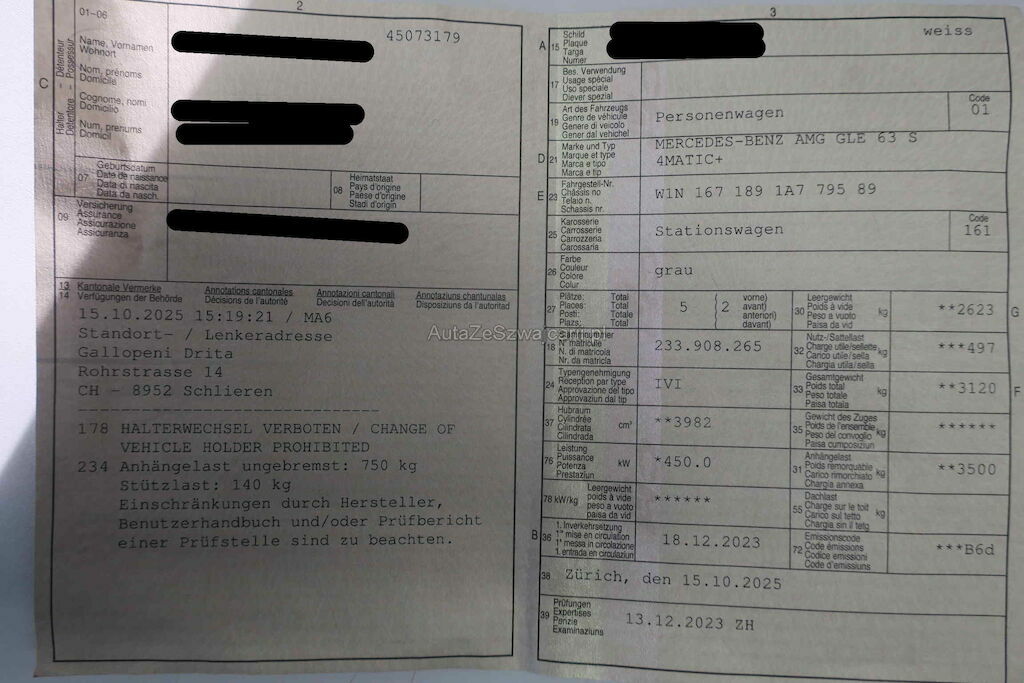 2
01-06
45073179
C
Détenteur
Possessur
Halter
Detentore
Name, Vornamen
Wohnort
Nom, prénoms
Domicile
Cognome, nomi
Domicilio
Num, prenums
Domicil
07
Geburtsdatum
Date de naissance
Data di nascita
Data da nasch.
08
Heimatstaat
Pays d'origine
Paese d'origine
Stadi d'origin
09
Versicherung
Assurance
Assicurazione
Assicuranza
13
14
Kantonale Vermerke
Verfügungen der Behörde
Annotations cantonales
Décisions de l'autorité
Annotazioni cantonali
Decisioni dell'autorità
Annotaziuns chantunalas
Disposiziuns da l'autoritad
15.10.2025 15:19:21 / MA6
Standort- / Lenkeradresse
Gallopeni Drita
Rohrstrasse 14
CH - 8952 Schlieren
------------------------------
178 HALTERWECHSEL VERBOTEN / CHANGE OF
VEHICLE HOLDER PROHIBITED
234 Anhängelast ungebremst: 750 kg
Stützlast: 140 kg
Einschränkungen durch Hersteller,
Benutzerhandbuch und/oder Prüfbericht
einer Prüfstelle sind zu beachten.
3
A 15
Schild
Plaque
Targa
Numer
weiss
17
Bes. Verwendung
Usage spécial
Uso speciale
Diever spezial
19
Art des Fahrzeugs
Genre de véhicule
Genere di veicolo
Gener dal vehichel
Personenwagen
Code
01
D 21
Marke und Typ
Marque et type
Marca e tipo
Marca e tip
MERCEDES-BENZ AMG GLE 63 S
4MATIC+
E 23
Fahrgestell-Nr.
Châssis no
Telaio n.
Schassis nr.
W1N 167 189 1A7 795 89
25
Karosserie
Carrosserie
Carrozzeria
Carossaria
Stationswagen
Code
161
26
Farbe
Couleur
Colore
Colur
grau
27
Plätze: Total
Places: Total
Posti: Totale
Plazs: Total
5
2
vorne)
avant)
anteriori)
davant)
30
Leergewicht
Poids à vide
Peso a vuoto
Paisa da vid
kg
**2623
G
18
Stammnummer
N° matricule
N. di matricola
Nr. da matricla
233.908.265
32
Nutz-/Sattellast
Charge utile/sellette
Carico utile/sella
Chargia utila/sella
kg
***497
24
Typengenehmigung
Réception par type
Approvazione del tipo
Approvaziun dal tip
IVI
33
Gesamtgewicht
Poids total
Peso totale
Paisa totala
kg
**3120
F
37
Hubraum
Cylindrée
Cilindrata
Cilindrada
cm³
**3982
35
Gewicht des Zuges
Poids de l'ensemble
Peso del convoglio
Paisa cumposiziun
kg
******
76
Leistung
Puissance
Potenza
Prestaziun
kW
*450.0
31
Anhängelast
Poids remorquable
Carico rimorchiato
Chargia annexa
kg
**3500
78 kW/kg
Leergewicht
poids à vide
peso a vuoto
paisa da vid
******
55
Dachlast
Charge sur le toit
Carico sul tetto
Chargia sin il tetg
kg
B 36
1. Inverkehrsetzung
1re mise en circulation
1a messa in circolazione
1. entrada en circulaziun
18.12.2023
72
Emissionscode
Code émissions
Codice emissioni
Code d'emissiuns
***B6d
38
Zürich, den 15.10.2025
39
Prüfungen
Expertises
Perizie
Examinaziuns
13.12.2023 ZH